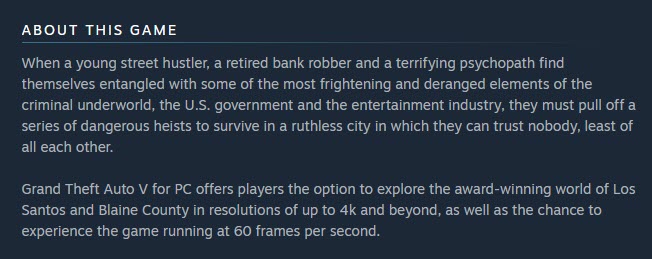 ABOUT THIS GAME
When a young street hustler, a retired bank robber and a terrifying psychopath find
themselves entangled with some of the most frightening and deranged elements of the
criminal underworld, the U.S. government and the entertainment industry, they must pull off a
series of dangerous heists to survive in a ruthless city in which they can trust nobody, least of
all each other.
Grand Theft Auto V for PC offers players the option to explore the award-winning world of Los
Santos and Blaine County in resolutions of up to 4k and beyond, as well as the chance to
experience the game running at 60 frames per second.